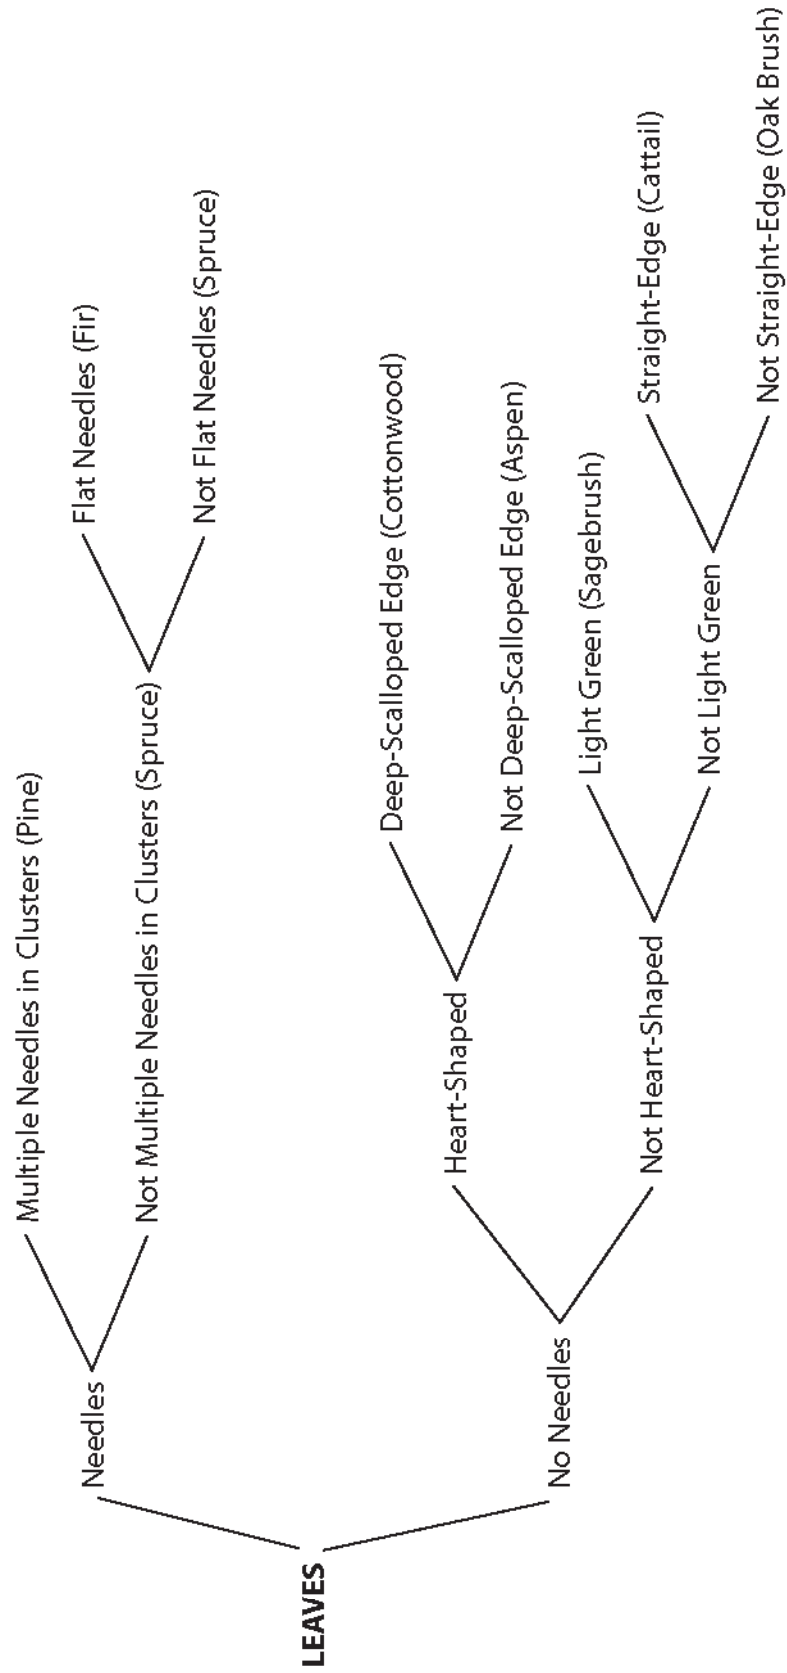 LEAVES
Needles
Multiple Needles in Clusters (Pine)
Not Multiple Needles in Clusters (Spruce)
Flat Needles (Fir)
Not Flat Needles (Spruce)
No Needles
Heart-Shaped
Deep-Scalloped Edge (Cottonwood)
Not Deep-Scalloped Edge (Aspen)
Not Heart-Shaped
Light Green (Sagebrush)
Not Light Green
Straight-Edge (Cattail)
Not Straight-Edge (Oak Brush)